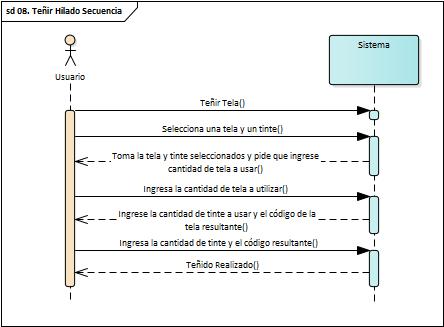 sd 08. Teñir Hilado Secuencia
Sistema
Usuario
Teñir Tela()
Selecciona una tela y un tinte()
Toma la tela y tinte seleccionados y pide que ingrese
cantidad de tela a usar()
Ingresa la cantidad de tela a utilizar()
Ingrese la cantidad de tinte a usar y el código de la
tela resultante()
Ingresa la cantidad de tinte y el código resultante()
Teñido Realizado()